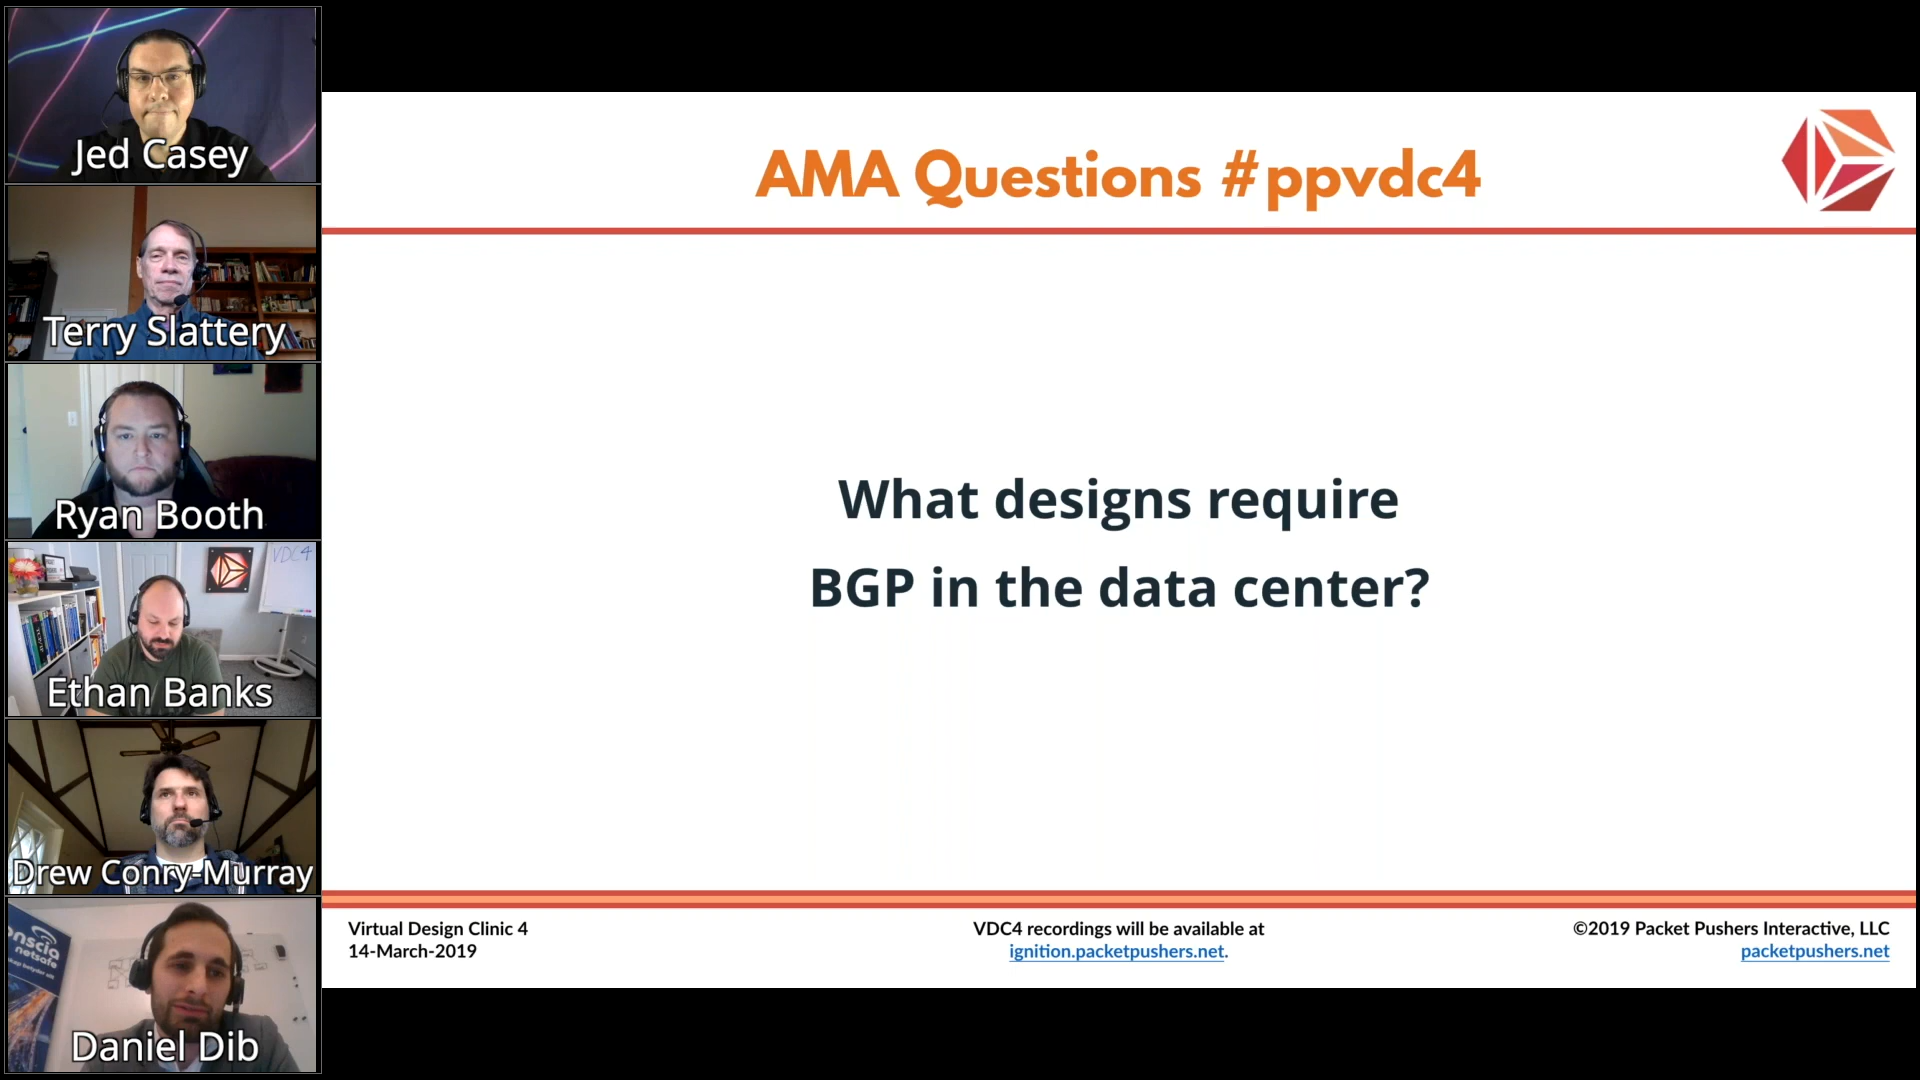 Jed Casey
Terry Slattery
Ryan Booth
VDC4
Ethan Banks
Drew Conry-Murray
netsafe
Daniel Dib
AMA Questions #ppvdc4
What designs require
BGP in the data center?
Virtual Design Clinic 4
14-March-2019
VDC4 recordings will be available at
ignition.packetpushers.net.
©2019 Packet Pushers Interactive, LLC
packetpushers.net